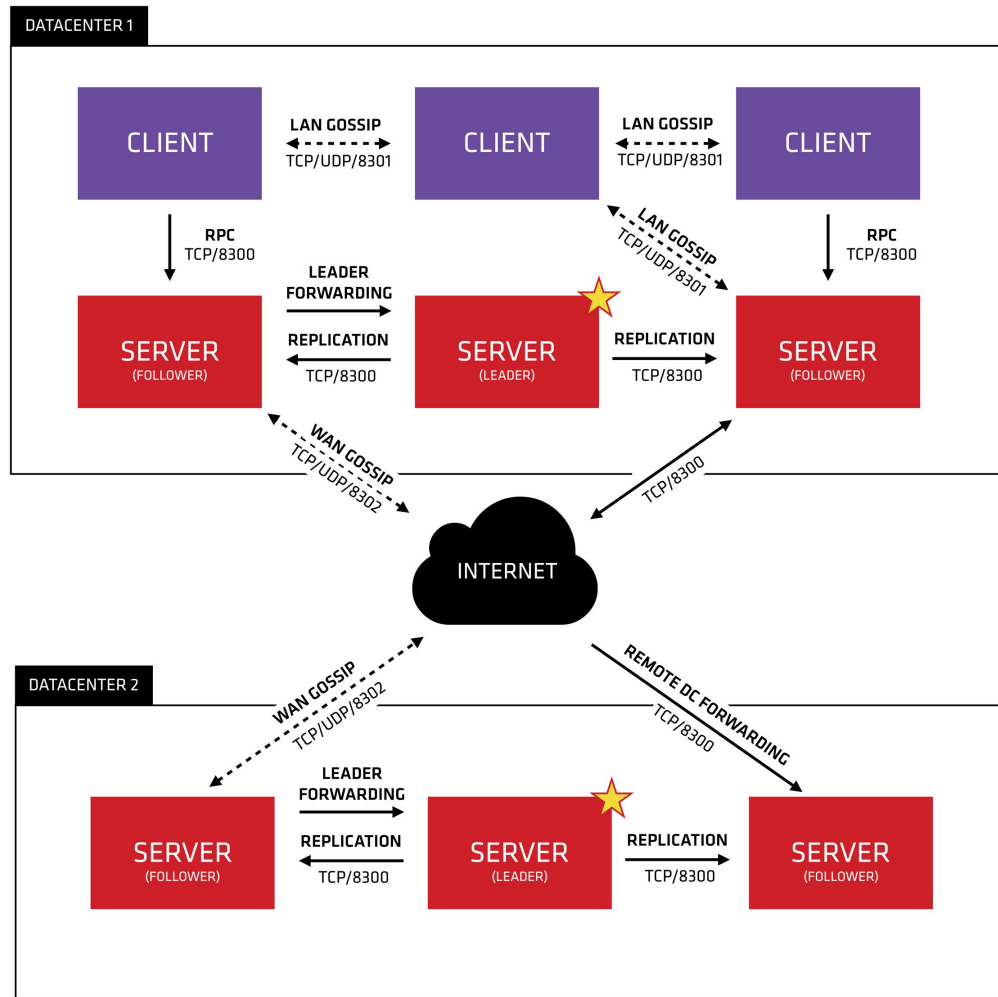 DATACENTER 1
CLIENT
LAN GOSSIP
TCP/UDP/8301
CLIENT
LAN GOSSIP
TCP/UDP/8301
CLIENT
RPC
TCP/8300
LAN GOSSIP
TCP/UDP/8301
RPC
TCP/8300
SERVER
(FOLLOWER)
LEADER
FORWARDING
REPLICATION
TCP/8300
SERVER
(LEADER)
REPLICATION
TCP/8300
SERVER
(FOLLOWER)
WAN GOSSIP
TCP/UDP/8302
TCP/8300
INTERNET
DATACENTER 2
WAN GOSSIP
TCP/UDP/8302
REMOTE DC FORWARDING
TCP/8300
SERVER
(FOLLOWER)
LEADER
FORWARDING
REPLICATION
TCP/8300
SERVER
(LEADER)
REPLICATION
TCP/8300
SERVER
(FOLLOWER)